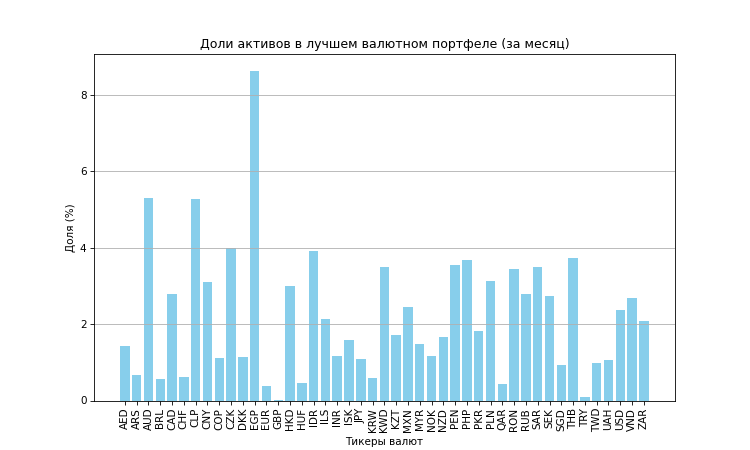 Доли активов в лучшем валютном портфеле (за месяц)
8
6
4
2
0
Доля (%)
AED ARS AUD BRL CAD CHF CLP CNY COP CZK DKK EGP EUR GBP HKD HUF IDR ILS INR ISK JPY KRW KWD KZT MXN MYR NOK NZD PEN PHP PKR PLN QAR RON RUB SAR SEK SGD THB TRY TWD UAH USD VND ZAR
Тикеры валют